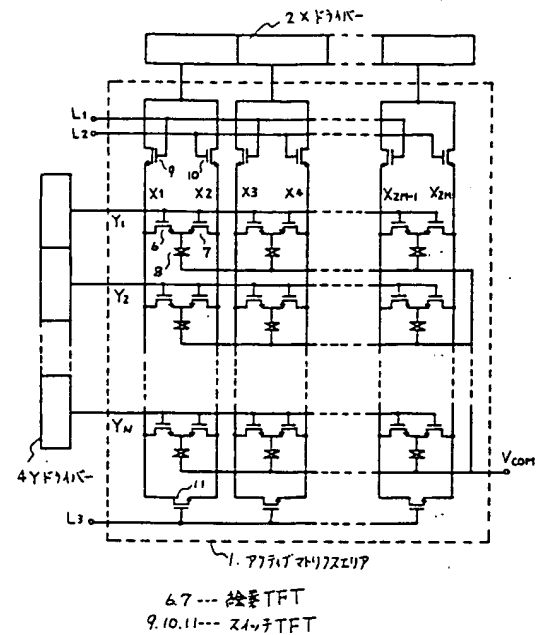 2 Xドライバー
L1
L2
9
10
X1
X2
X3
X4
X2M-1
X2M
Y1
6
7
8
Y2
YN
11
4 Yドライバー
VCOM
L3
1. アクティブマトリクスエリア
6.7--- 絵素TFT
9.10.11--- スイッチTFT